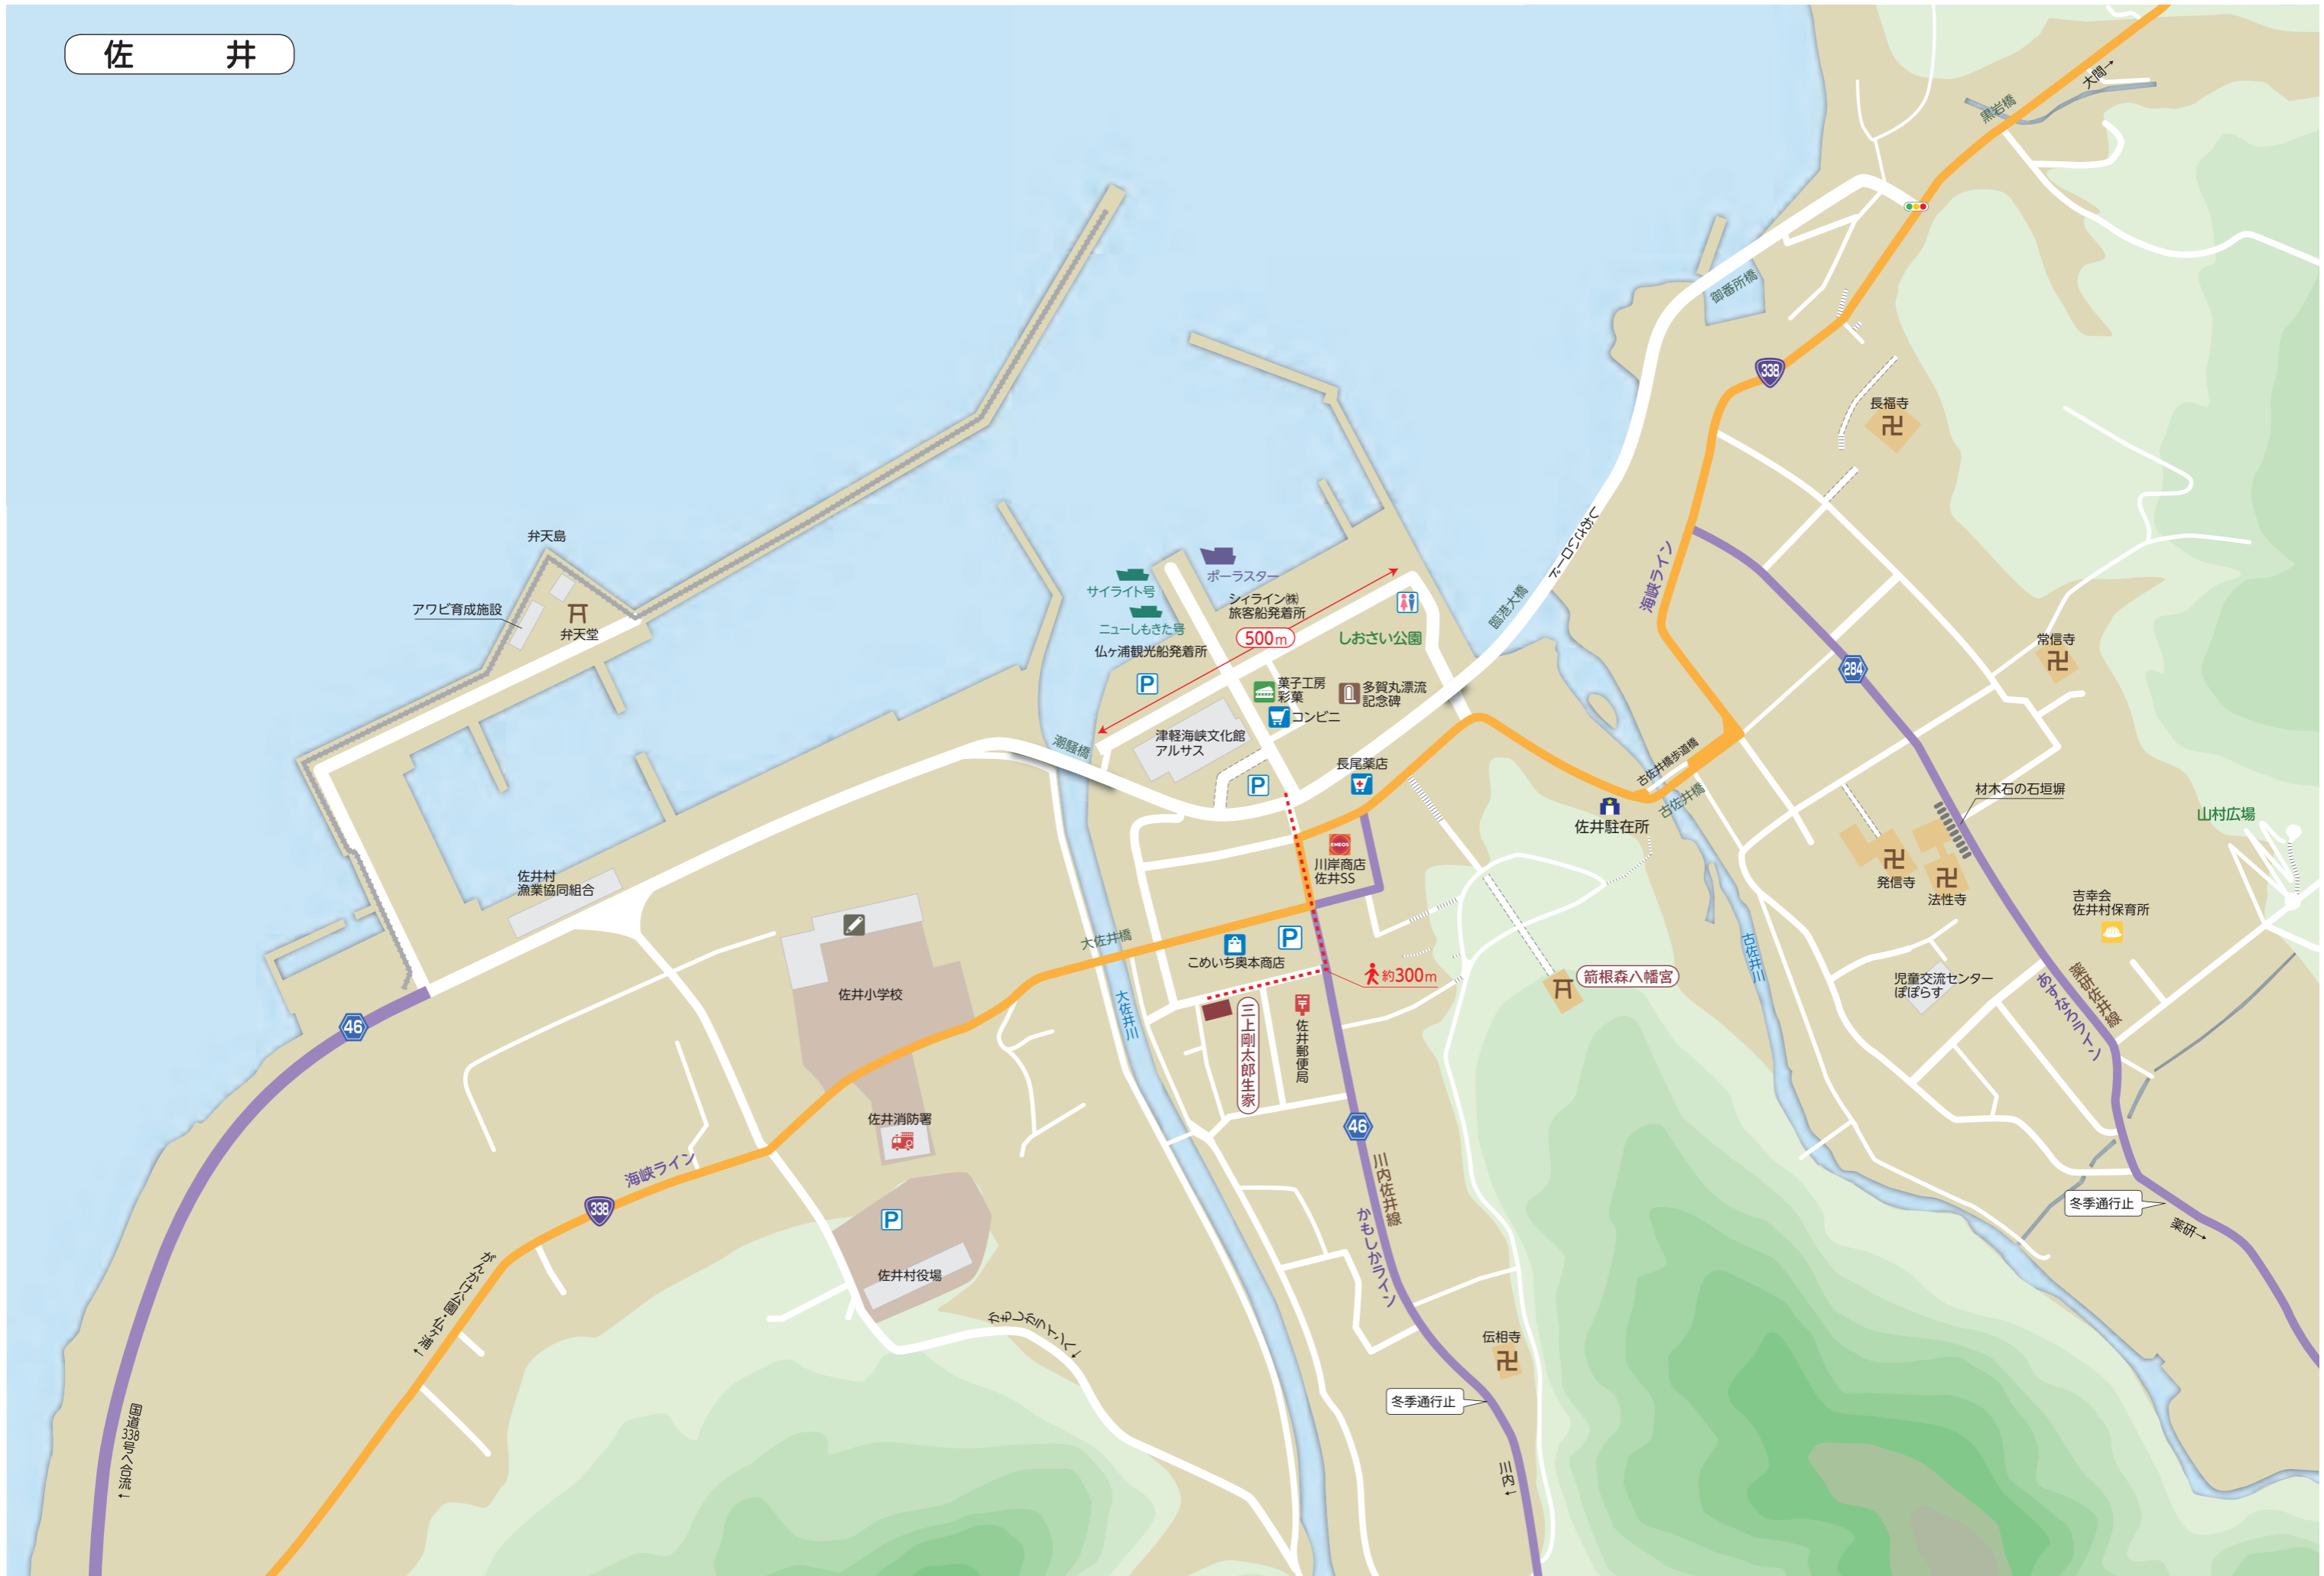 佐　井
大間→
黒岩橋
御番所橋
338
長福寺
しおさいロード
臨港大橋
海峡ライン
284
常信寺
弁天島
アワビ育成施設
弁天堂
サイライト号
ニューしもきた号
仏ヶ浦観光船発着所
ポーラスター
シィライン㈱
旅客船発着所
500m
しおさい公園
P
菓子工房
彩菓
コンビニ
多賀丸漂流
記念碑
津軽海峡文化館
アルサス
潮騒橋
P
長尾薬店
古佐井橋歩道橋
古佐井橋
佐井駐在所
材木石の石垣塀
山村広場
ENEOS
川岸商店
佐井SS
発信寺
法性寺
吉幸会
佐井村保育所
佐井村
漁業協同組合
大佐井橋
こめいち奥本商店
P
約300m
箭根森八幡宮
古佐井川
児童交流センター
ぽぽらす
薬研佐井線
あすなろライン
佐井小学校
大佐井川
三上剛太郎生家
佐井郵便局
46
46
佐井消防署
海峡ライン
338
P
佐井村役場
川内佐井線
かもしかライン
冬季通行止
薬研→
がんかけ公園・仏ヶ浦→
かもしかラインへ→
伝相寺
冬季通行止
川内→
国道338号へ合流→